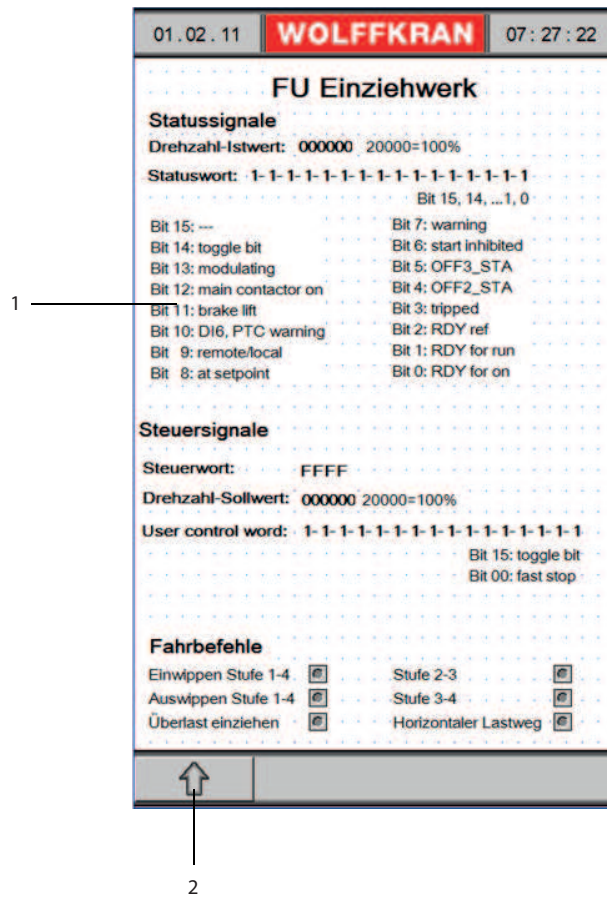 01.02.11 WOLFFKRAN 07:27:22
FU Einziehwerk
Statussignale
Drehzahl-Istwert: 000000 20000=100%
Statuswort: 1-1-1-1-1-1-1-1-1-1-1-1-1-1-1-1
Bit 15, 14, ...1, 0
Bit 15: --- Bit 7: warning
Bit 14: toggle bit Bit 6: start inhibited
Bit 13: modulating Bit 5: OFF3_STA
Bit 12: main contactor on Bit 4: OFF2_STA
1 Bit 11: brake lift Bit 3: tripped
Bit 10: DI6, PTC warning Bit 2: RDY ref
Bit 9: remote/local Bit 1: RDY for run
Bit 8: at setpoint Bit 0: RDY for on
Steuersignale
Steuerwort: FFFF
Drehzahl-Sollwert: 000000 20000=100%
User control word: 1-1-1-1-1-1-1-1-1-1-1-1-1-1-1-1
Bit 15: toggle bit
Bit 00: fast stop
Fahrbefehle
Einwippen Stufe 1-4 Stufe 2-3
Auswippen Stufe 1-4 Stufe 3-4
Überlast einziehen Horizontaler Lastweg
2